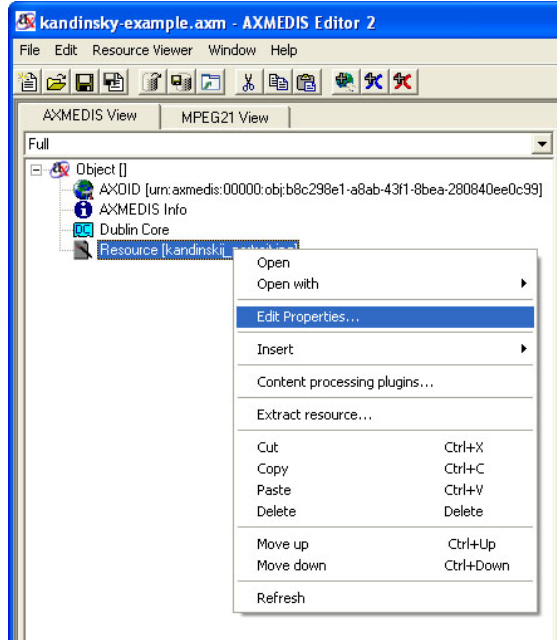 kandinsky-example.axm - AXMEDIS Editor 2
File Edit Resource Viewer Window Help
AXMEDIS View MPEG21 View
Full
Object []
AXOID [urn:axmedis:00000:obj:b8c298e1-a8ab-43f1-8bea-280840ee0c99]
AXMEDIS Info
DC Dublin Core
Resource [kandinskij_
Open
Open with
Edit Properties...
Insert
Content processing plugins...
Extract resource...
Cut Ctrl+X
Copy Ctrl+C
Paste Ctrl+V
Delete Delete
Move up Ctrl+Up
Move down Ctrl+Down
Refresh